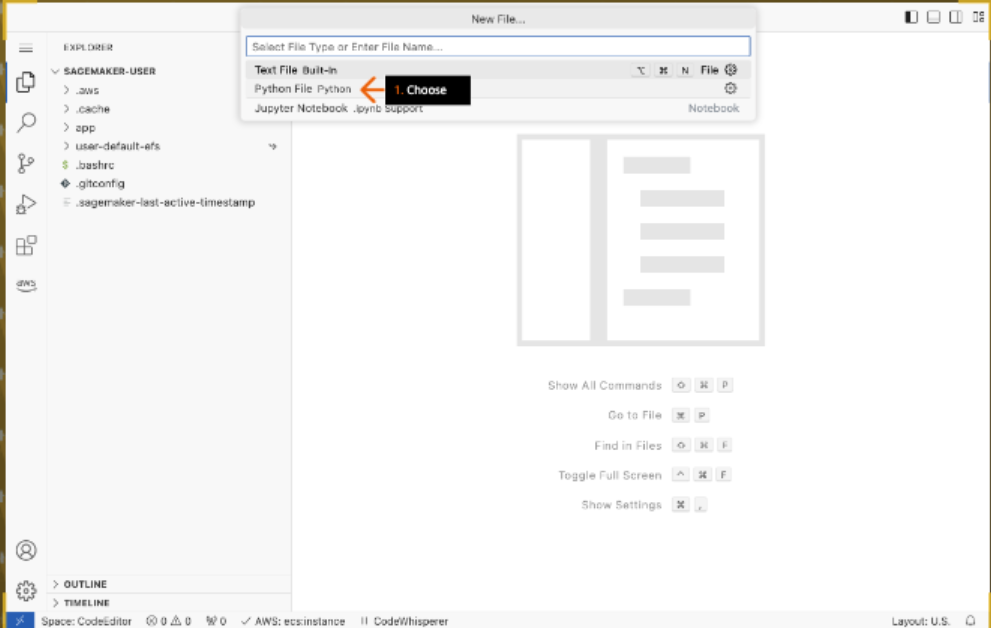 New File...
Select File Type or Enter File Name...
EXPLORER
SAGEMAKER-USER
Text File Built-In ⌥ ⌘ N File
.aws
Python File Python
1. Choose
.cache
Jupyter Notebook .ipynb Support Notebook
app
user-default-efs
$ .bashrc
.gitconfig
.sagemaker-last-active-timestamp
aws
Show All Commands ⇧ ⌘ P
Go to File ⌘ P
Find in Files ⇧ ⌘ F
Toggle Full Screen ^ ⌘ F
Show Settings ⌘ ,
OUTLINE
TIMELINE
Space: CodeEditor 0 0 0 AWS: ecs:instance CodeWhisperer Layout: U.S.